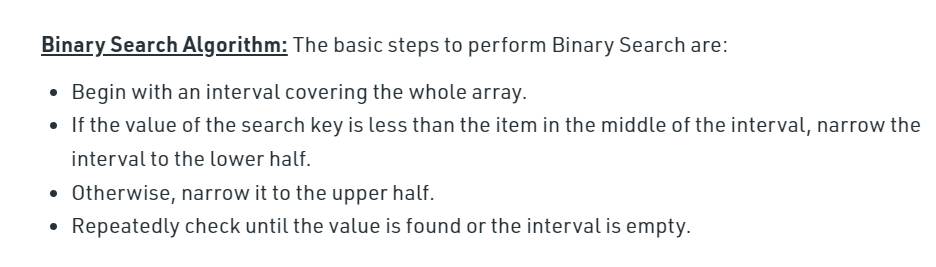 Binary Search Algorithm: The basic steps to perform Binary Search are:
• Begin with an interval covering the whole array.
• If the value of the search key is less than the item in the middle of the interval, narrow the
interval to the lower half.
• Otherwise, narrow it to the upper half.
• Repeatedly check until the value is found or the interval is empty.